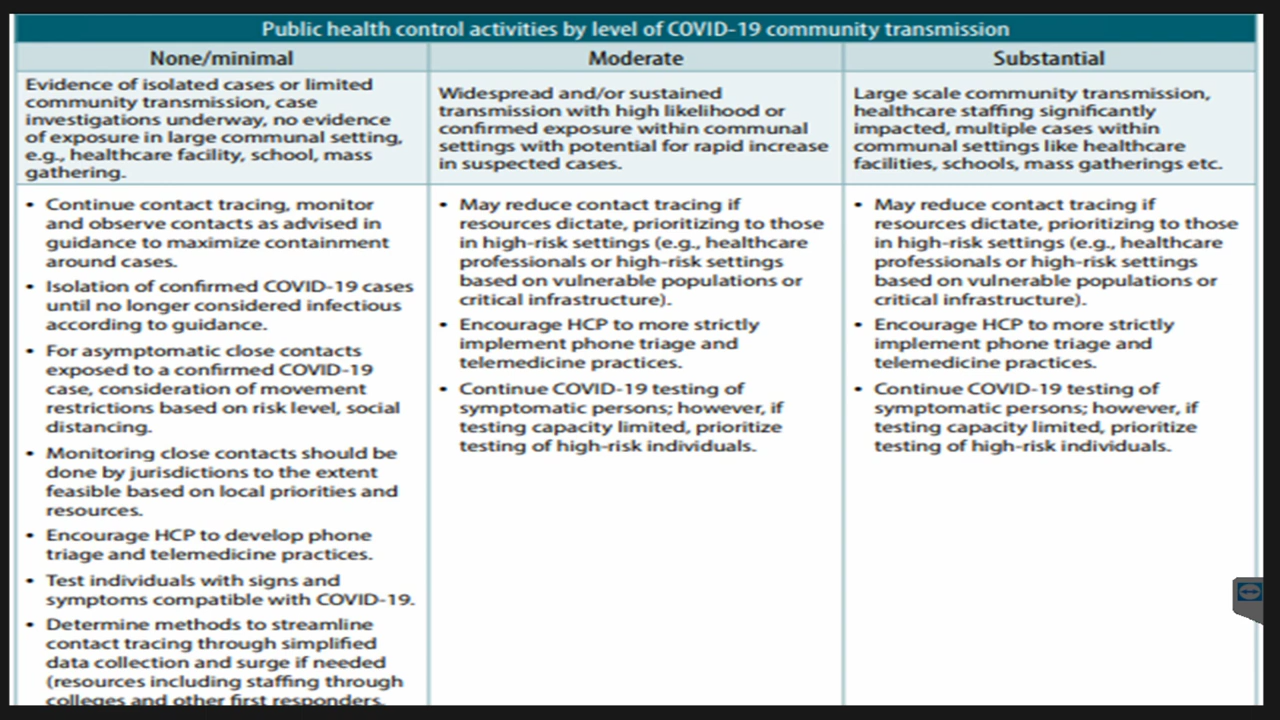 Public health control activities by level of COVID-19 community transmission
None/minimal
Moderate
Substantial
Evidence of isolated cases or limited
community transmission, case
investigations underway, no evidence
of exposure in large communal setting,
e.g., healthcare facility, school, mass
gathering.
Widespread and/or sustained
transmission with high likelihood or
confirmed exposure within communal
settings with potential for rapid increase
in suspected cases.
Large scale community transmission,
healthcare staffing significantly
impacted, multiple cases within
communal settings like healthcare
facilities, schools, mass gatherings etc.
• Continue contact tracing, monitor
and observe contacts as advised in
guidance to maximize containment
around cases.
• Isolation of confirmed COVID-19 cases
until no longer considered infectious
according to guidance.
• For asymptomatic close contacts
exposed to a confirmed COVID-19
case, consideration of movement
restrictions based on risk level, social
distancing.
• Monitoring close contacts should be
done by jurisdictions to the extent
feasible based on local priorities and
resources.
• Encourage HCP to develop phone
triage and telemedicine practices.
• Test individuals with signs and
symptoms compatible with COVID-19.
• Determine methods to streamline
contact tracing through simplified
data collection and surge if needed
(resources including staffing through
colleges and other first responders,
• May reduce contact tracing if
resources dictate, prioritizing to those
in high-risk settings (e.g., healthcare
professionals or high-risk settings
based on vulnerable populations or
critical infrastructure).
• Encourage HCP to more strictly
implement phone triage and
telemedicine practices.
• Continue COVID-19 testing of
symptomatic persons; however, if
testing capacity limited, prioritize
testing of high-risk individuals.
• May reduce contact tracing if
resources dictate, prioritizing to those
in high-risk settings (e.g., healthcare
professionals or high-risk settings
based on vulnerable populations or
critical infrastructure).
• Encourage HCP to more strictly
implement phone triage and
telemedicine practices.
• Continue COVID-19 testing of
symptomatic persons; however, if
testing capacity limited, prioritize
testing of high-risk individuals.